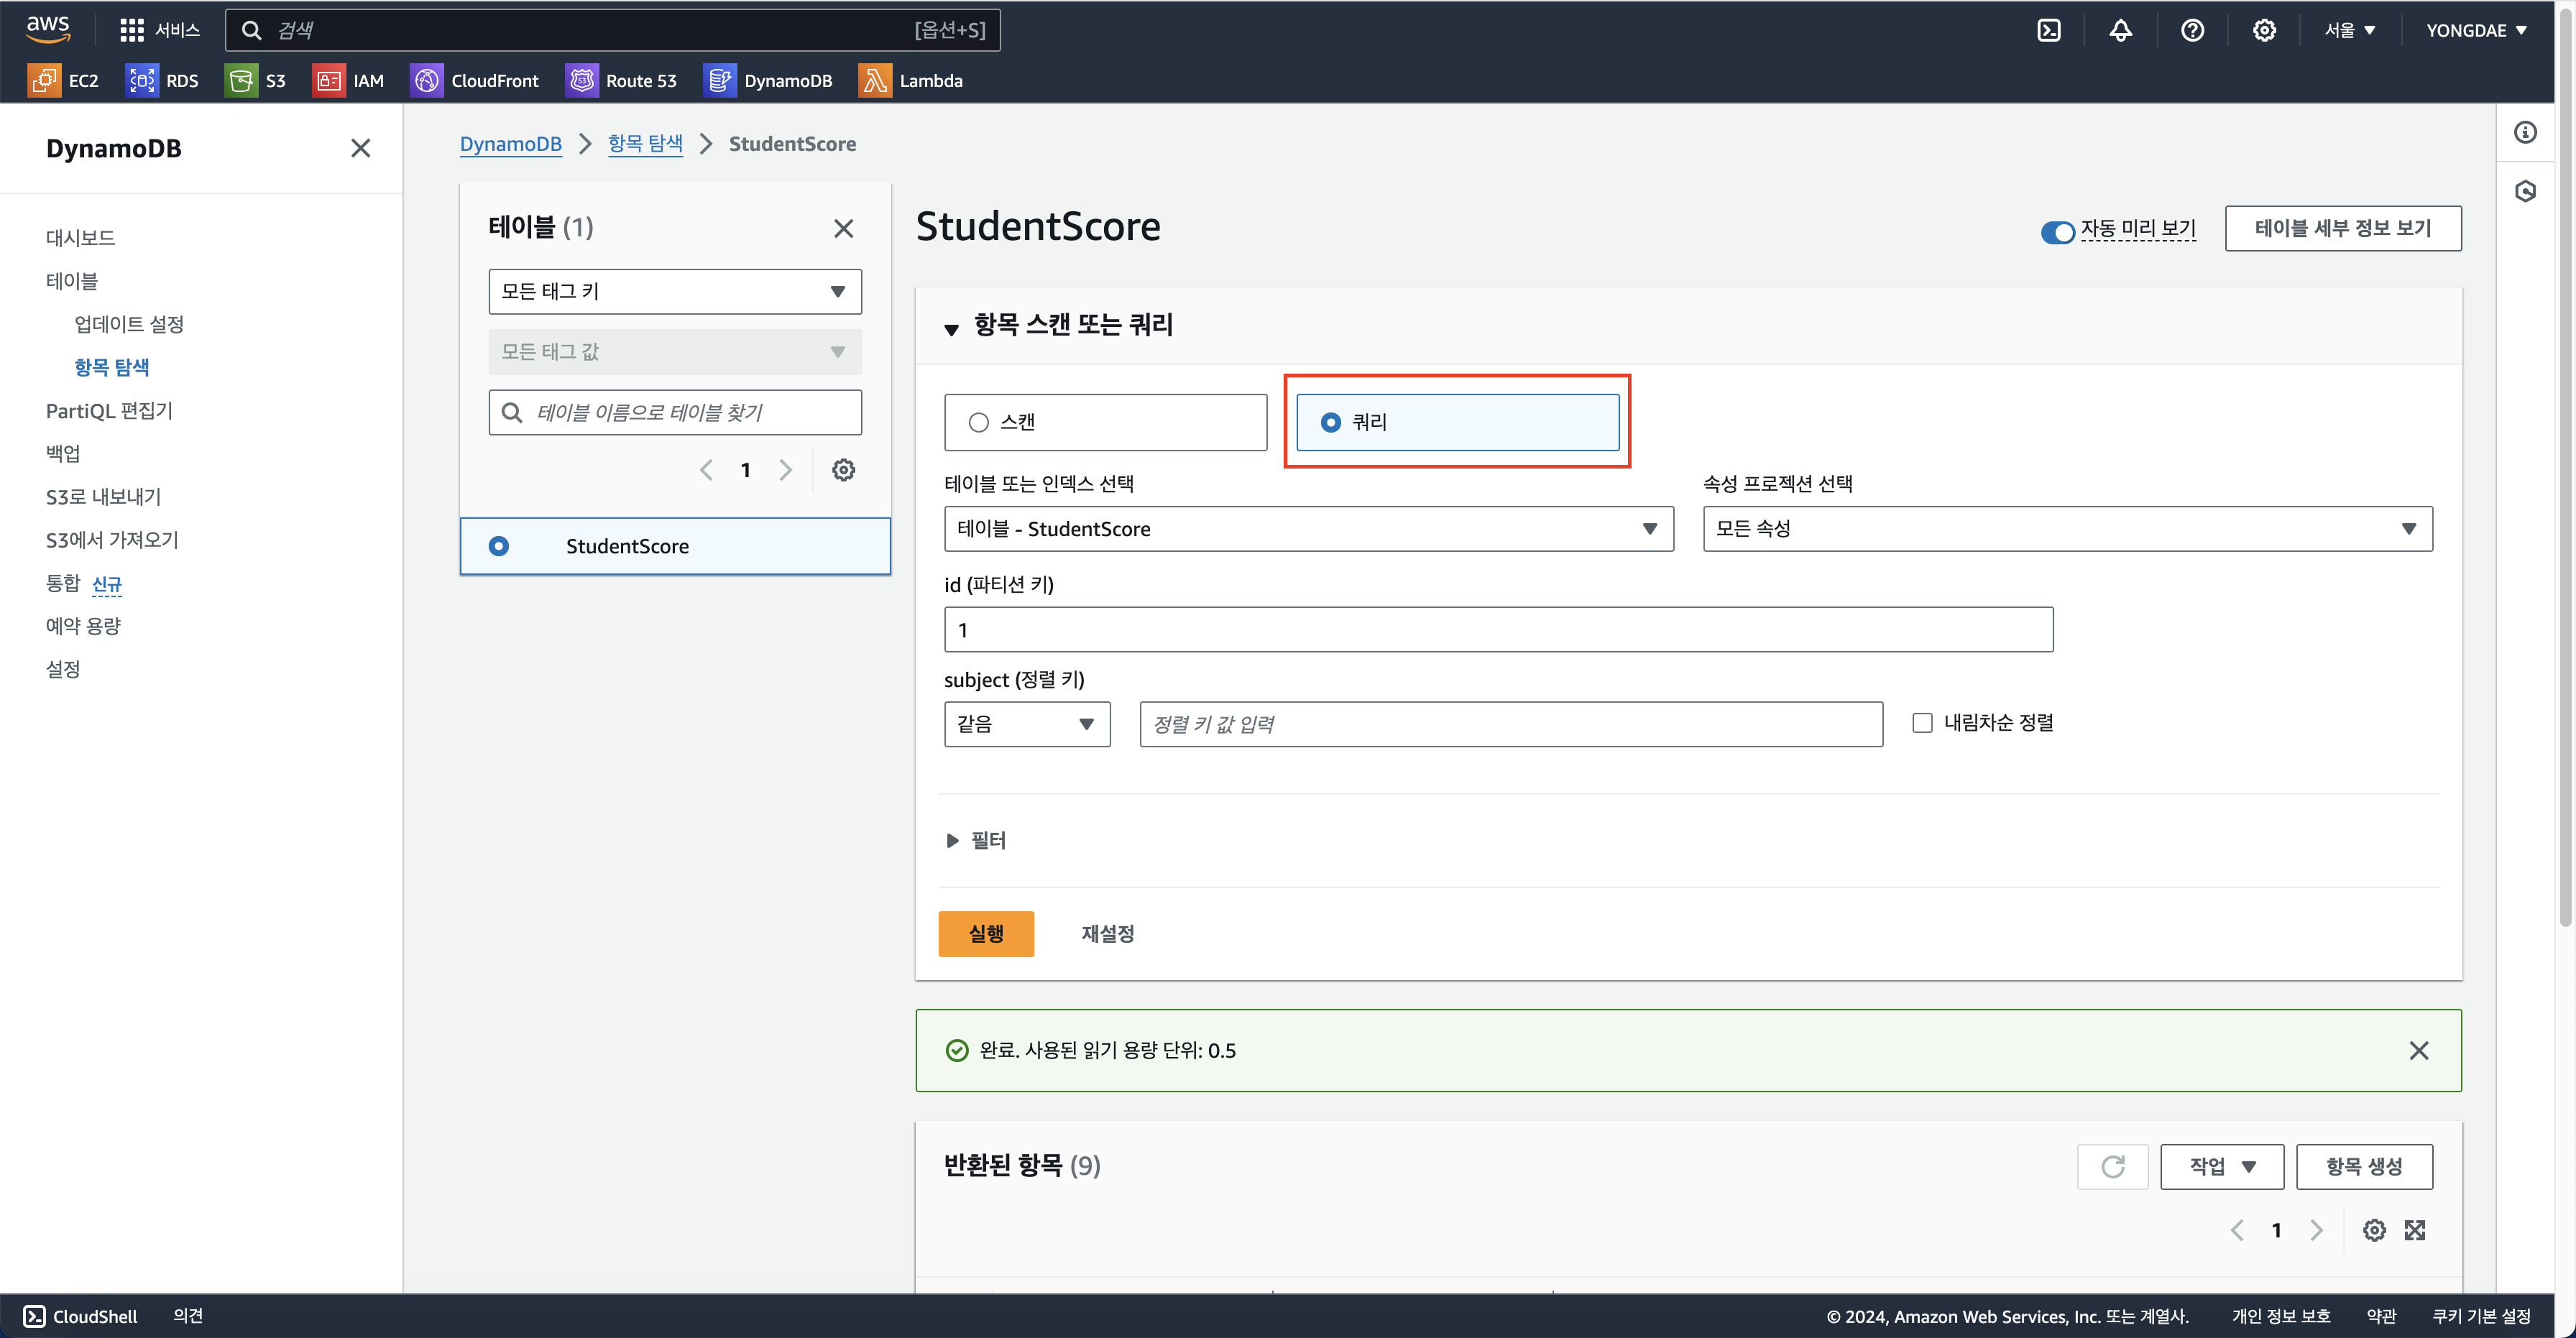 aws
서비스
검색
[옵션+S]
서울
YONGDAE
EC2
RDS
S3
IAM
CloudFront
Route 53
DynamoDB
Lambda
DynamoDB
대시보드
테이블
업데이트 설정
항목 탐색
PartiQL 편집기
백업
S3로 내보내기
S3에서 가져오기
통합 신규
예약 용량
설정
DynamoDB
항목 탐색
StudentScore
테이블 (1)
모든 태그 키
모든 태그 값
테이블 이름으로 테이블 찾기
1
StudentScore
StudentScore
자동 미리 보기
테이블 세부 정보 보기
항목 스캔 또는 쿼리
스캔
쿼리
테이블 또는 인덱스 선택
속성 프로젝션 선택
테이블 - StudentScore
모든 속성
id (파티션 키)
1
subject (정렬 키)
같음
정렬 키 값 입력
내림차순 정렬
필터
실행
재설정
완료. 사용된 읽기 용량 단위: 0.5
반환된 항목 (9)
작업
항목 생성
1
CloudShell
의견
© 2024, Amazon Web Services, Inc. 또는 계열사.
개인 정보 보호
약관
쿠키 기본 설정